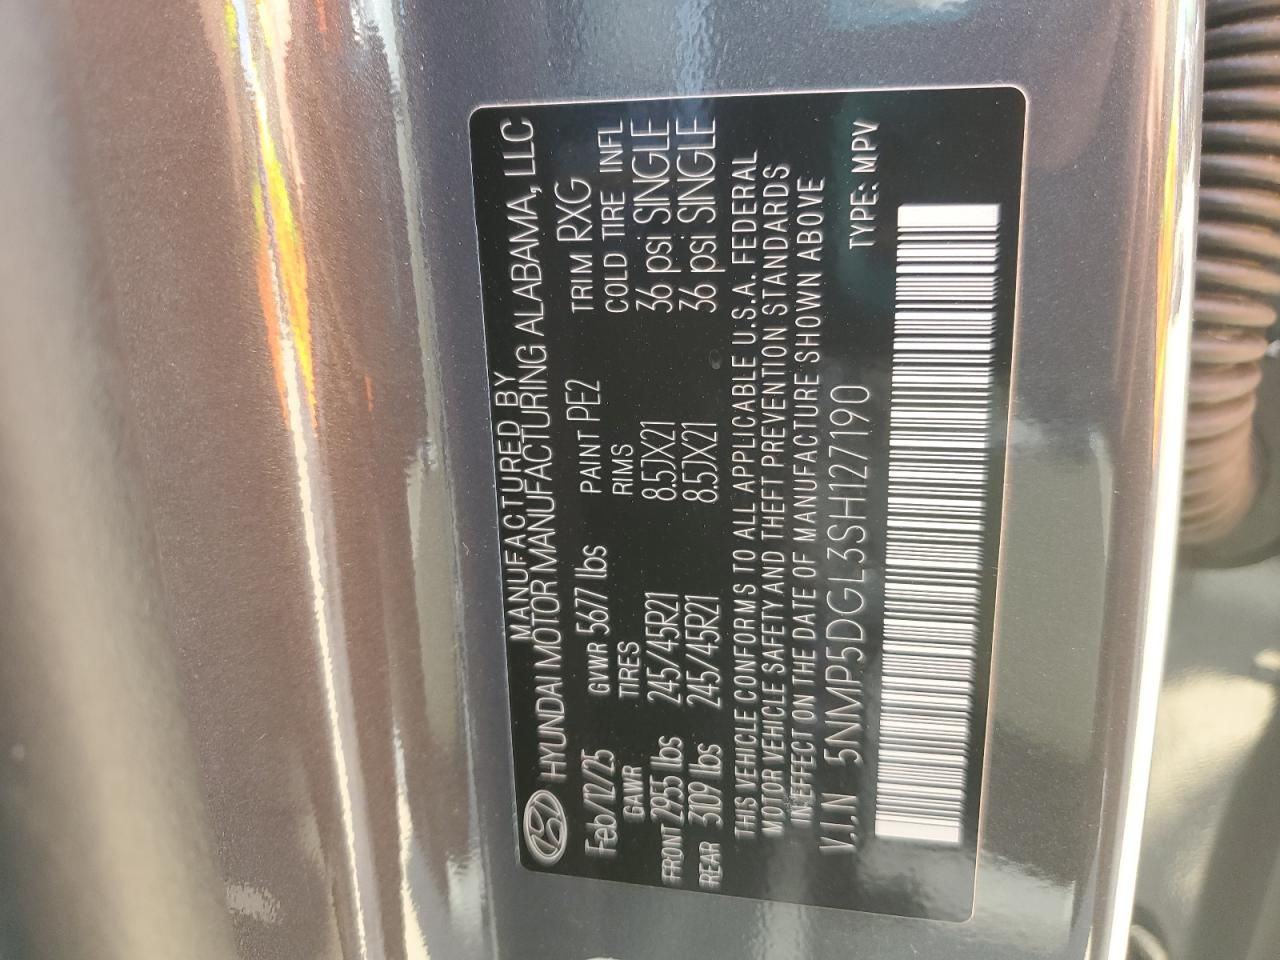 MANUFACTURED BY
HYUNDAI MOTOR MANUFACTURING ALABAMA, LLC
Feb/12/25 GVWR 5677 lbs PAINT PE2 TRIM RXG
GAWR TIRES RIMS COLD TIRE INFL
FRONT 2955 lbs 245/45R21 8.5JX21 36 psi SINGLE
REAR 3109 lbs 245/45R21 8.5JX21 36 psi SINGLE
THIS VEHICLE CONFORMS TO ALL APPLICABLE U.S.A. FEDERAL
MOTOR VEHICLE SAFETY AND THEFT PREVENTION STANDARDS
IN EFFECT ON THE DATE OF MANUFACTURE SHOWN ABOVE
V.I.N 5NMP5DGL3SH127190 TYPE: MPV